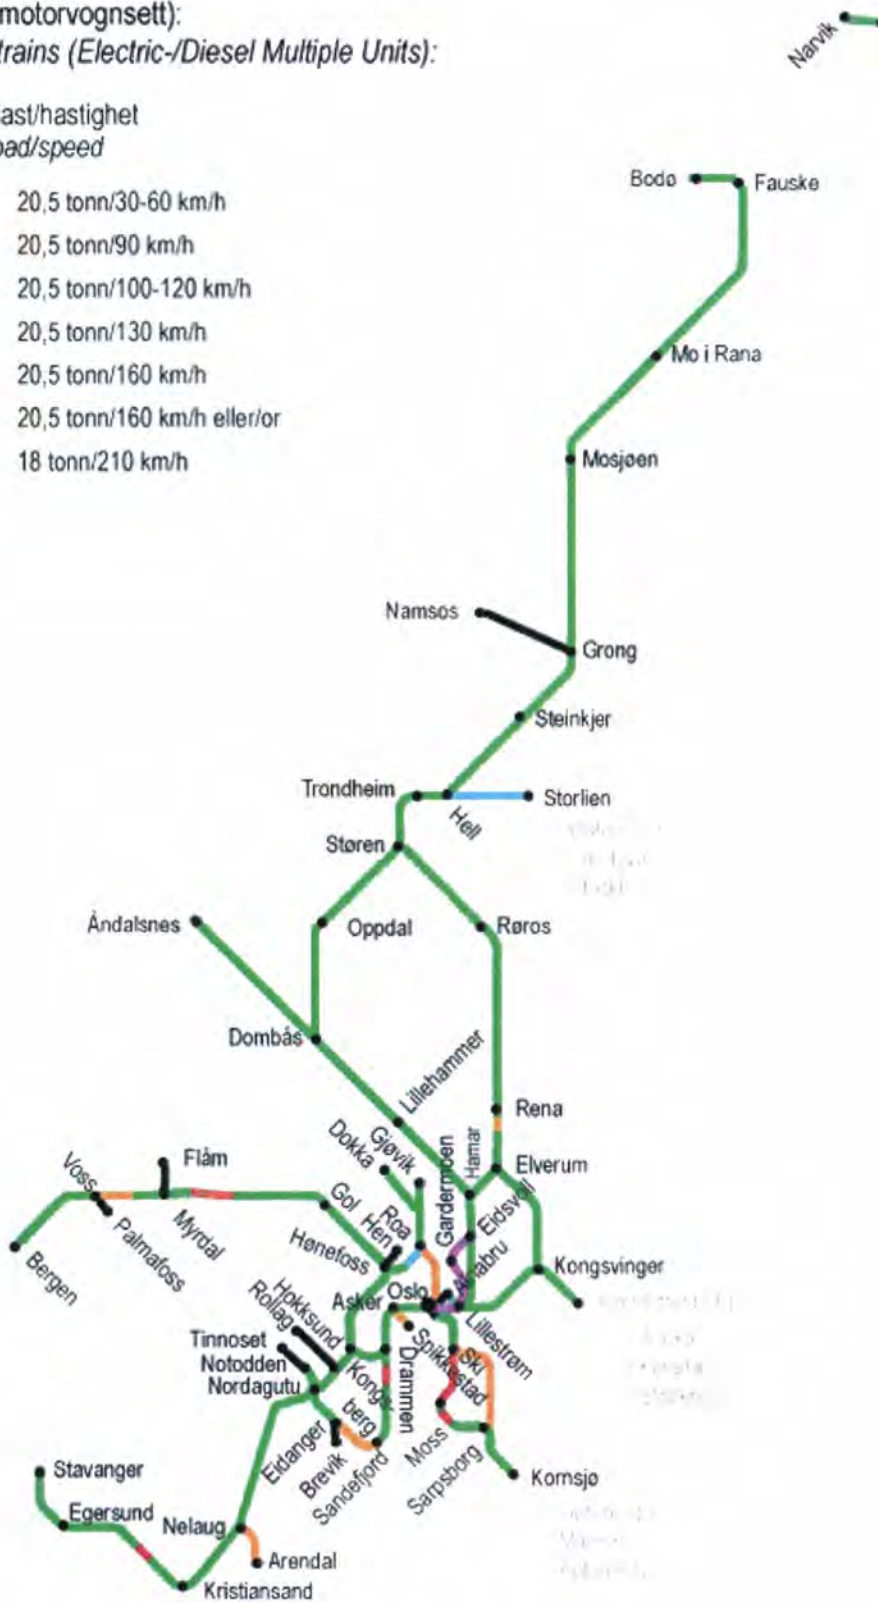 motorvognsett):
trains (Electric-/Diesel Multiple Units):
ast/hastighet
oad/speed
20,5 tonn/30-60 km/h
20,5 tonn/90 km/h
20,5 tonn/100-120 km/h
20,5 tonn/130 km/h
20,5 tonn/160 km/h
20,5 tonn/160 km/h eller/or
18 tonn/210 km/h
Narvik
Bodø
Fauske
Mo i Rana
Mosjøen
Namsos
Grong
Steinkjer
Trondheim
Hell
Storlien
Støren
Åndalsnes
Oppdal
Røros
Dombås
Lillehammer
Rena
Dokka
Gjøvik
Gardermoen
Hamar
Elverum
Voss
Flåm
Palmafoss
Myrdal
Gol
Hen
Roa
Eidsvoll
Bergen
Hønefoss
Alnabru
Kongsvinger
Rollag
Hokksund
Asker
Oslo
Lillestrøm
Tinnoset
Notodden
Nordagutu
Kongs-
berg
Drammen
Spikkestad
Ski
Eidanger
Brevik
Sandefjord
Moss
Sarpsborg
Kornsjø
Stavanger
Egersund
Nelaug
Arendal
Kristiansand